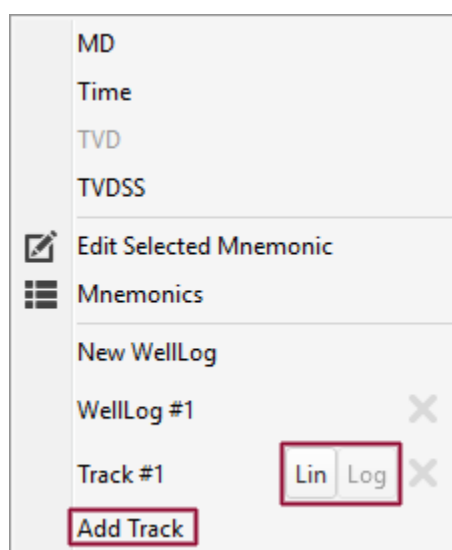 MD
Time
TVD
TVDSS
Edit Selected Mnemonic
Mnemonics
New WellLog
WellLog #1
Track #1 Lin Log
Add Track